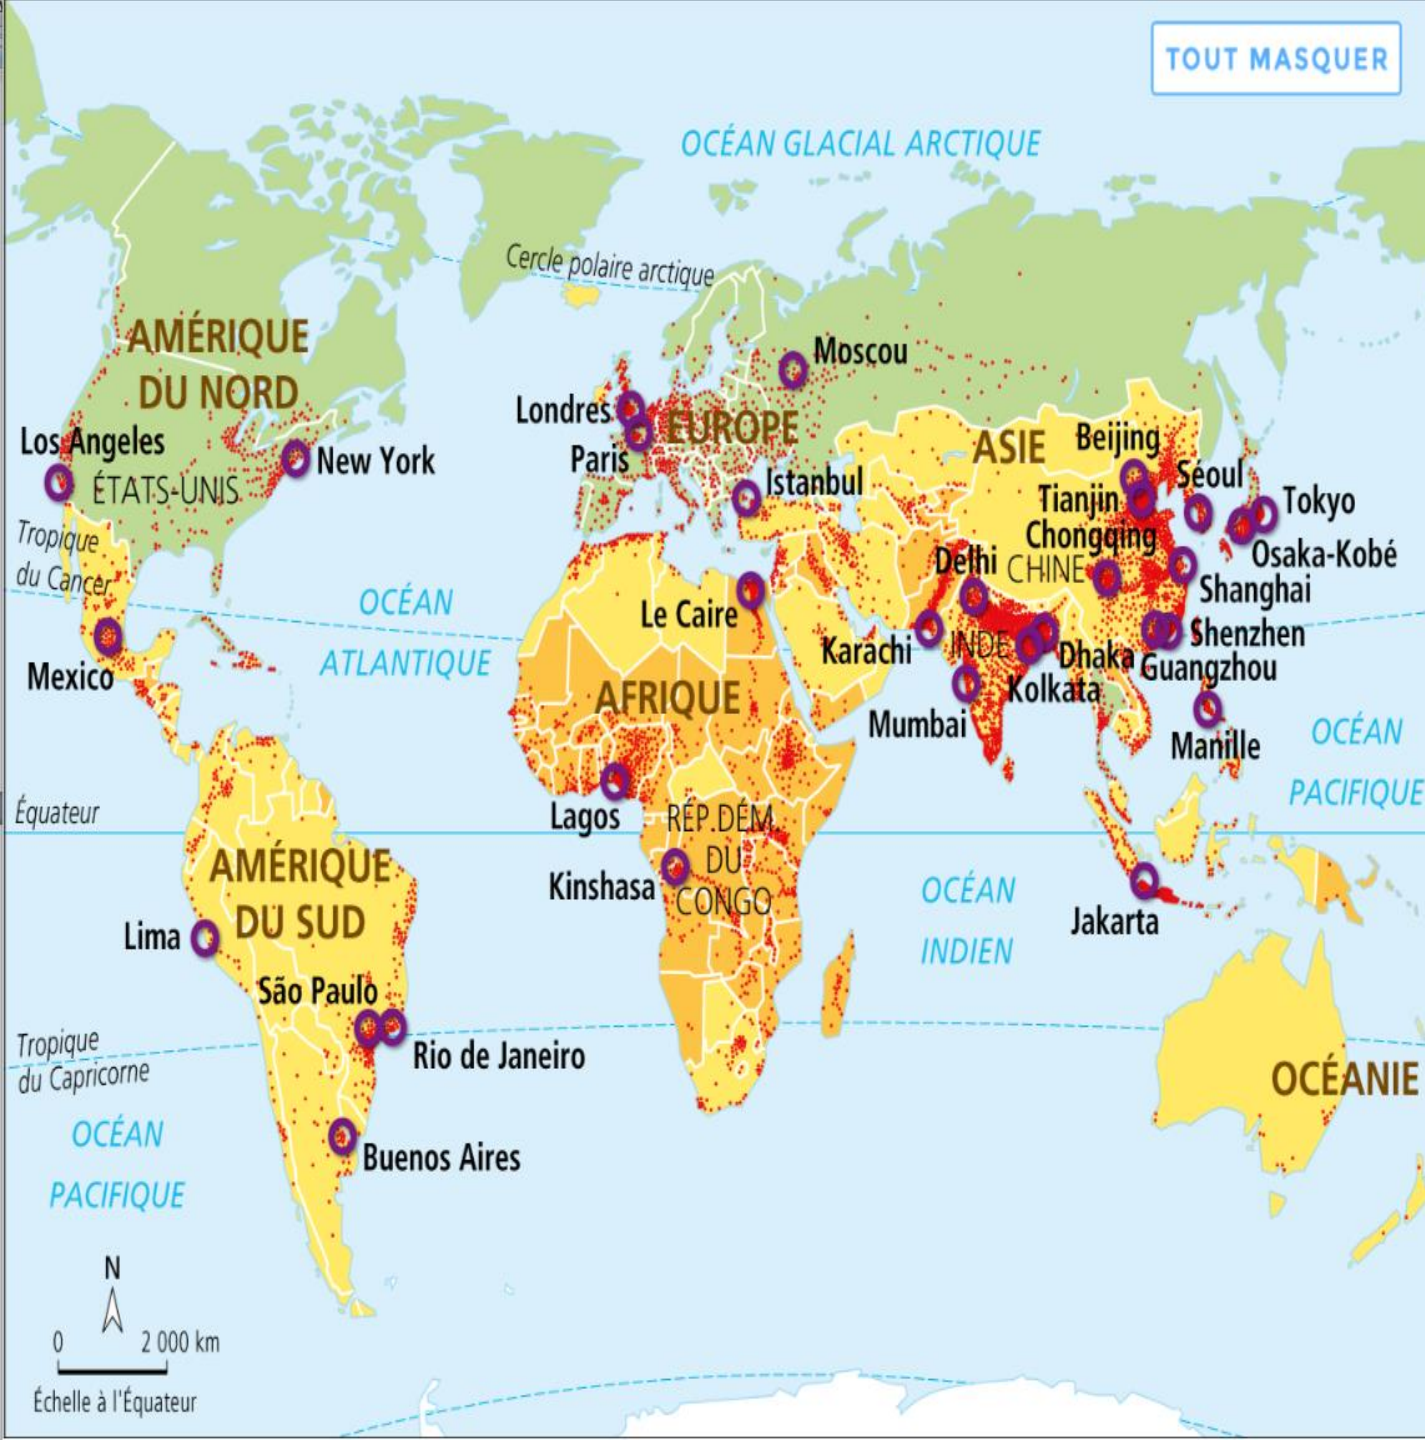 TOUT MASQUER
OCÉAN GLACIAL ARCTIQUE
Cercle polaire arctique
AMÉRIQUE
DU NORD
Moscou
Londres
EUROPE
Paris
Los Angeles
ÉTATS-UNIS
New York
Istanbul
ASIE
Beijing
Séoul
Tianjin
Tokyo
Chongqing
Osaka-Kobé
Tropique
du Cancer
Delhi
CHINE
Shanghai
OCÉAN
ATLANTIQUE
Le Caire
Karachi
INDE
Dhaka
Shenzhen
Guangzhou
Kolkata
Mexico
AFRIQUE
Mumbai
Manille
OCÉAN
PACIFIQUE
Équateur
Lagos
RÉP.DÉM.
DU
CONGO
Kinshasa
AMÉRIQUE
DU SUD
OCÉAN
INDIEN
Jakarta
Lima
São Paulo
Rio de Janeiro
Tropique
du Capricorne
OCÉANIE
OCÉAN
PACIFIQUE
Buenos Aires
N
0 2 000 km
Échelle à l'Équateur